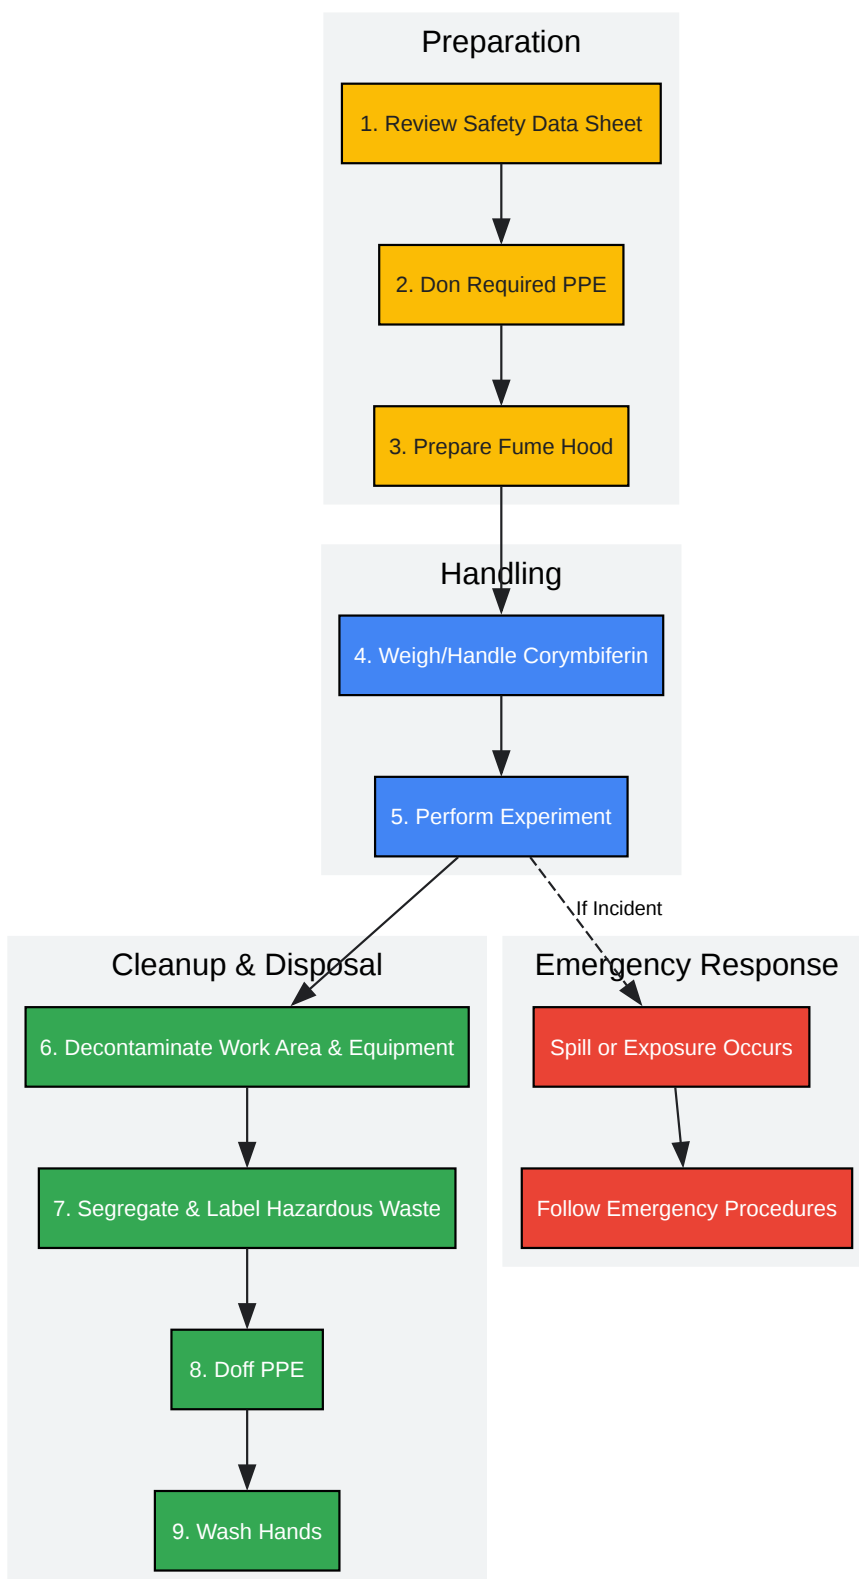 Preparation
1. Review Safety Data Sheet
2. Don Required PPE
3. Prepare Fume Hood
Handling
4. Weigh/Handle Corymbiferin
5. Perform Experiment
If Incident
Cleanup & Disposal
6. Decontaminate Work Area & Equipment
7. Segregate & Label Hazardous Waste
8. Doff PPE
9. Wash Hands
Emergency Response
Spill or Exposure Occurs
Follow Emergency Procedures